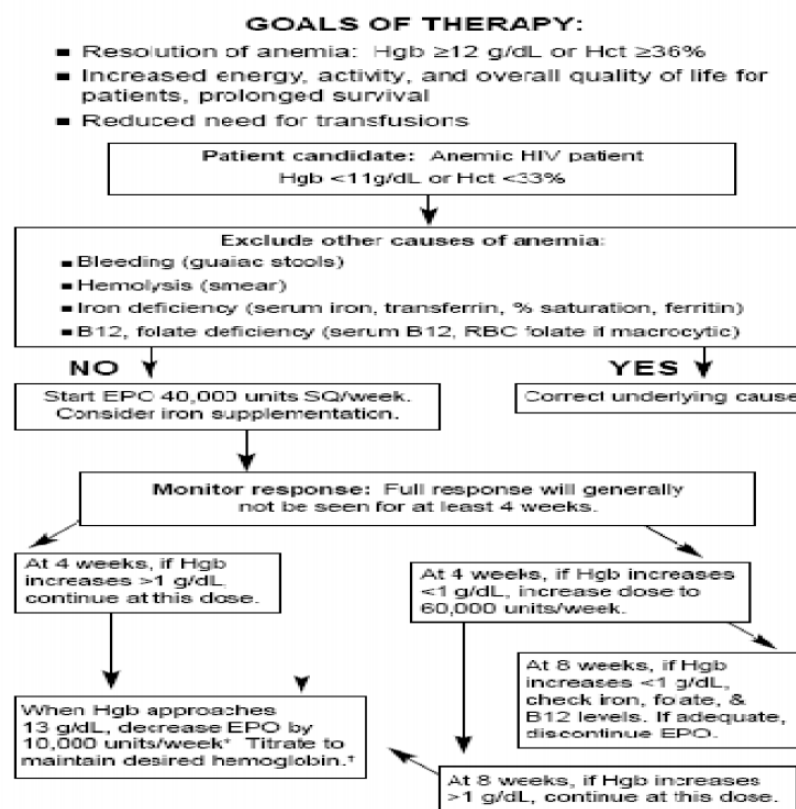 GOALS OF THERAPY:
■ Resolution of anemia: Hgb ≥12 g/dL or Hct ≥36%
■ Increased energy, activity, and overall quality of life for
patients, prolonged survival
■ Reduced need for transfusions
Patient candidate: Anemic HIV patient
Hgb <11g/dL or Hct <33%
Exclude other causes of anemia:
■ Bleeding (guaiac stools)
■ Hemolysis (smear)
■ Iron deficiency (serum iron, transferrin, % saturation, ferritin)
■ B12, folate deficiency (serum B12, RBC folate if macrocytic)
NO
YES
Start EPO 40,000 units SQ/week.
Consider iron supplementation.
Correct underlying cause
Monitor response: Full response will generally
not be seen for at least 4 weeks.
At 4 weeks, if Hgb
increases >1 g/dL,
continue at this dose.
At 4 weeks, if Hgb increases
<1 g/dL, increase dose to
60,000 units/week.
At 8 weeks, if Hgb
increases <1 g/dL,
check iron, folate, &
B12 levels. If adequate,
discontinue EPO.
When Hgb approaches
13 g/dL, decrease EPO by
10,000 units/week* Titrate to
maintain desired hemoglobin.†
At 8 weeks, if Hgb increases
>1 g/dL, continue at this dose.